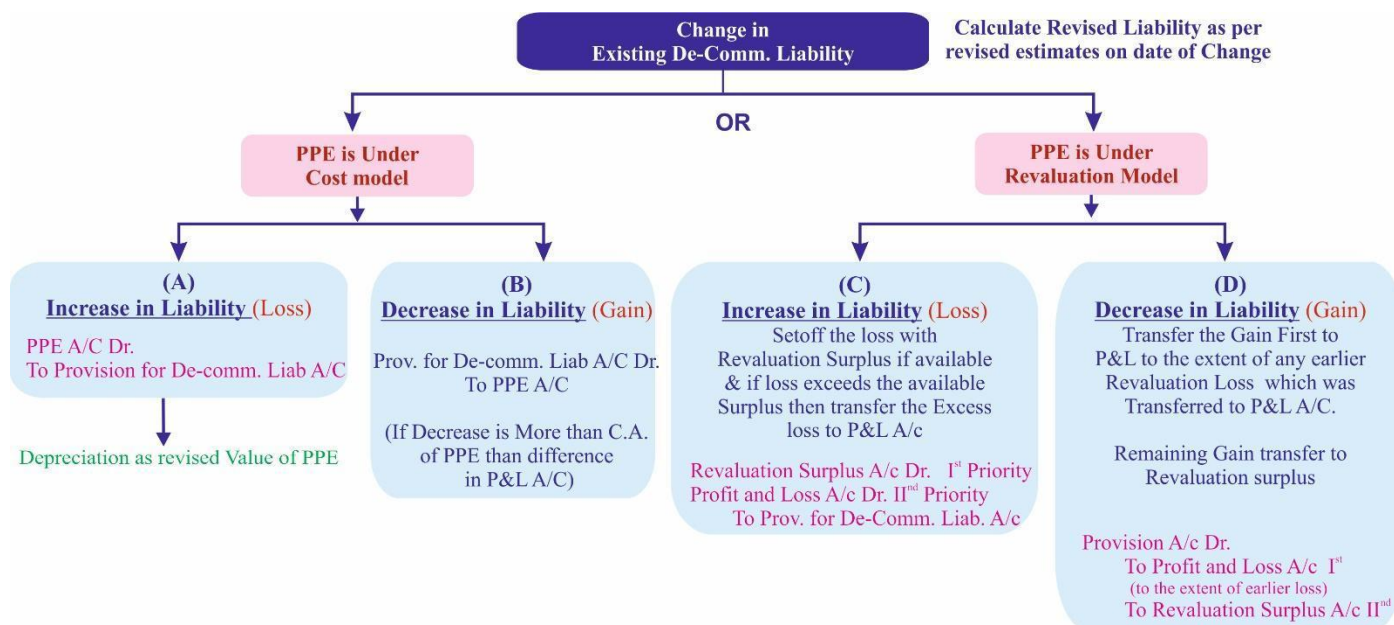 Change in
Existing De-Comm. Liability
Calculate Revised Liability as per
revised estimates on date of Change
OR
PPE is Under
Cost model
PPE is Under
Revaluation Model
(A)
Increase in Liability (Loss)
PPE A/C Dr.
To Provision for De-comm. Liab A/C
Depreciation as revised Value of PPE
(B)
Decrease in Liability (Gain)
Prov. for De-comm. Liab A/C Dr.
To PPE A/C
(If Decrease is More than C.A.
of PPE than difference
in P&L A/C)
(C)
Increase in Liability (Loss)
Setoff the loss with
Revaluation Surplus if available
& if loss exceeds the available
Surplus then transfer the Excess
loss to P&L A/c
Revaluation Surplus A/c Dr. Iˢᵗ Priority
Profit and Loss A/c Dr. IIⁿᵈ Priority
To Prov. for De-Comm. Liab. A/c
(D)
Decrease in Liability (Gain)
Transfer the Gain First to
P&L to the extent of any earlier
Revaluation Loss which was
Transferred to P&L A/C.
Remaining Gain transfer to
Revaluation surplus
Provision A/c Dr.
To Profit and Loss A/c Iˢᵗ
(to the extent of earlier loss)
To Revaluation Surplus A/c IIⁿᵈ